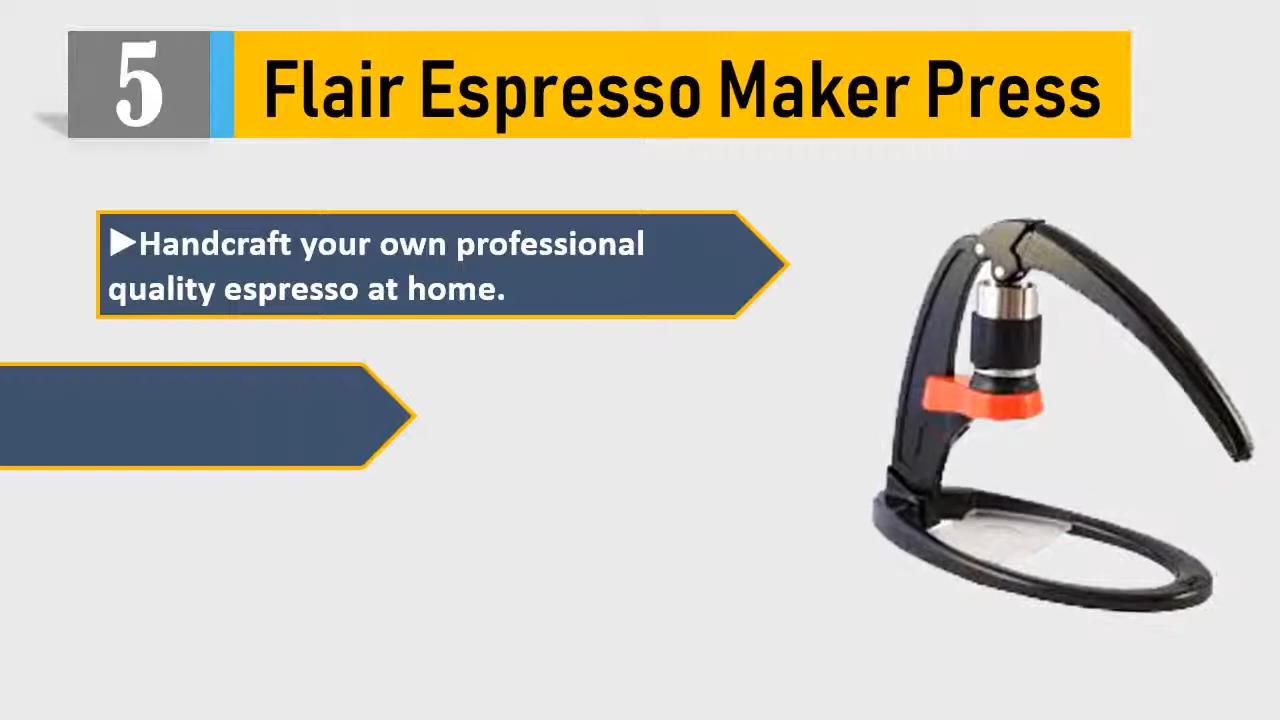 5
Flair Espresso Maker Press
▶Handcraft your own professional
quality espresso at home.